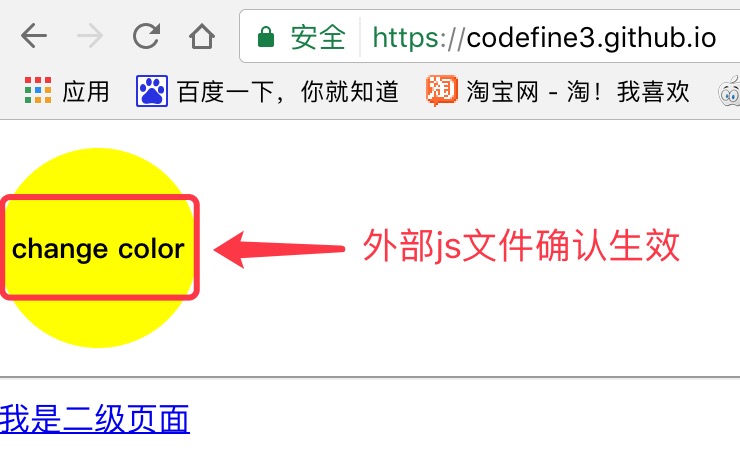 安全 https://codefine3.github.io
应用 百度一下，你就知道 淘宝网 - 淘！我喜欢
淘
change color
外部js文件确认生效
我是二级页面